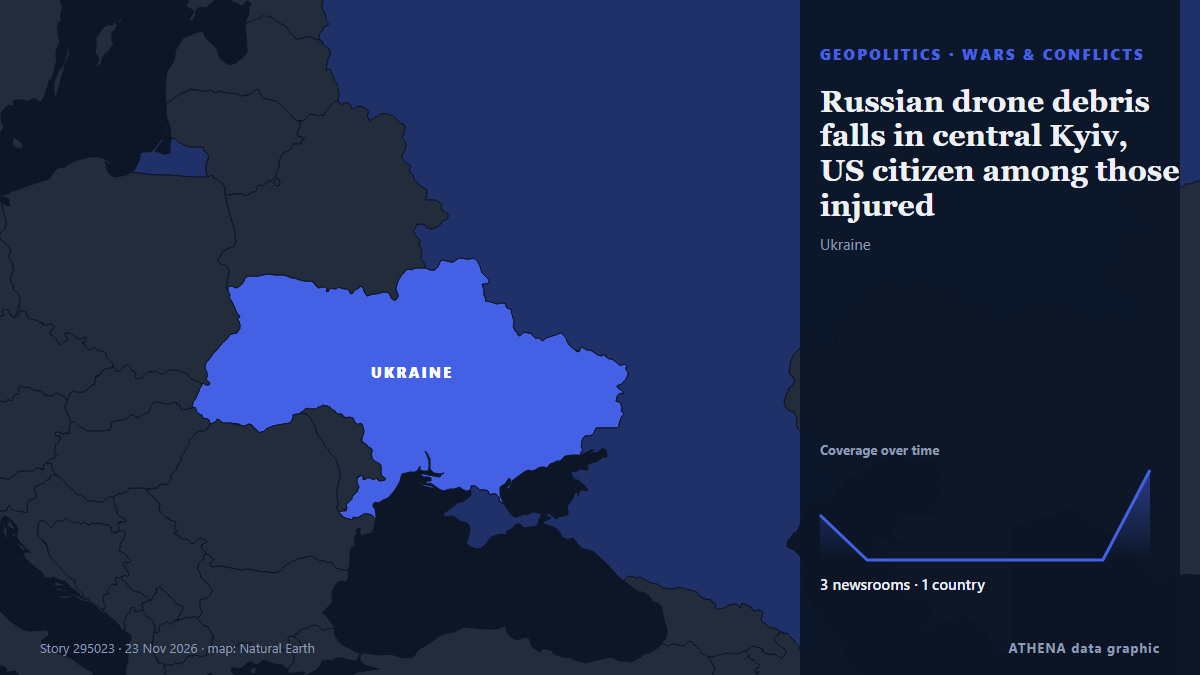 GEOPOLITICS · WARS & CONFLICTS
Russian drone debris
falls in central Kyiv,
US citizen among those
injured
Ukraine
UKRAINE
Coverage over time
3 newsrooms · 1 country
Story 295023 · 23 Nov 2026 · map: Natural Earth
ATHENA data graphic